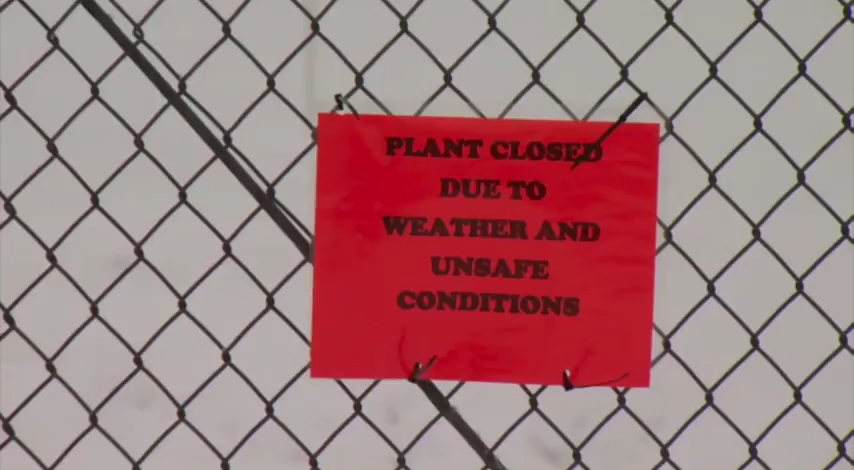 PLANT CLOSED
DUE TO
WEATHER AND
UNSAFE
CONDITIONS